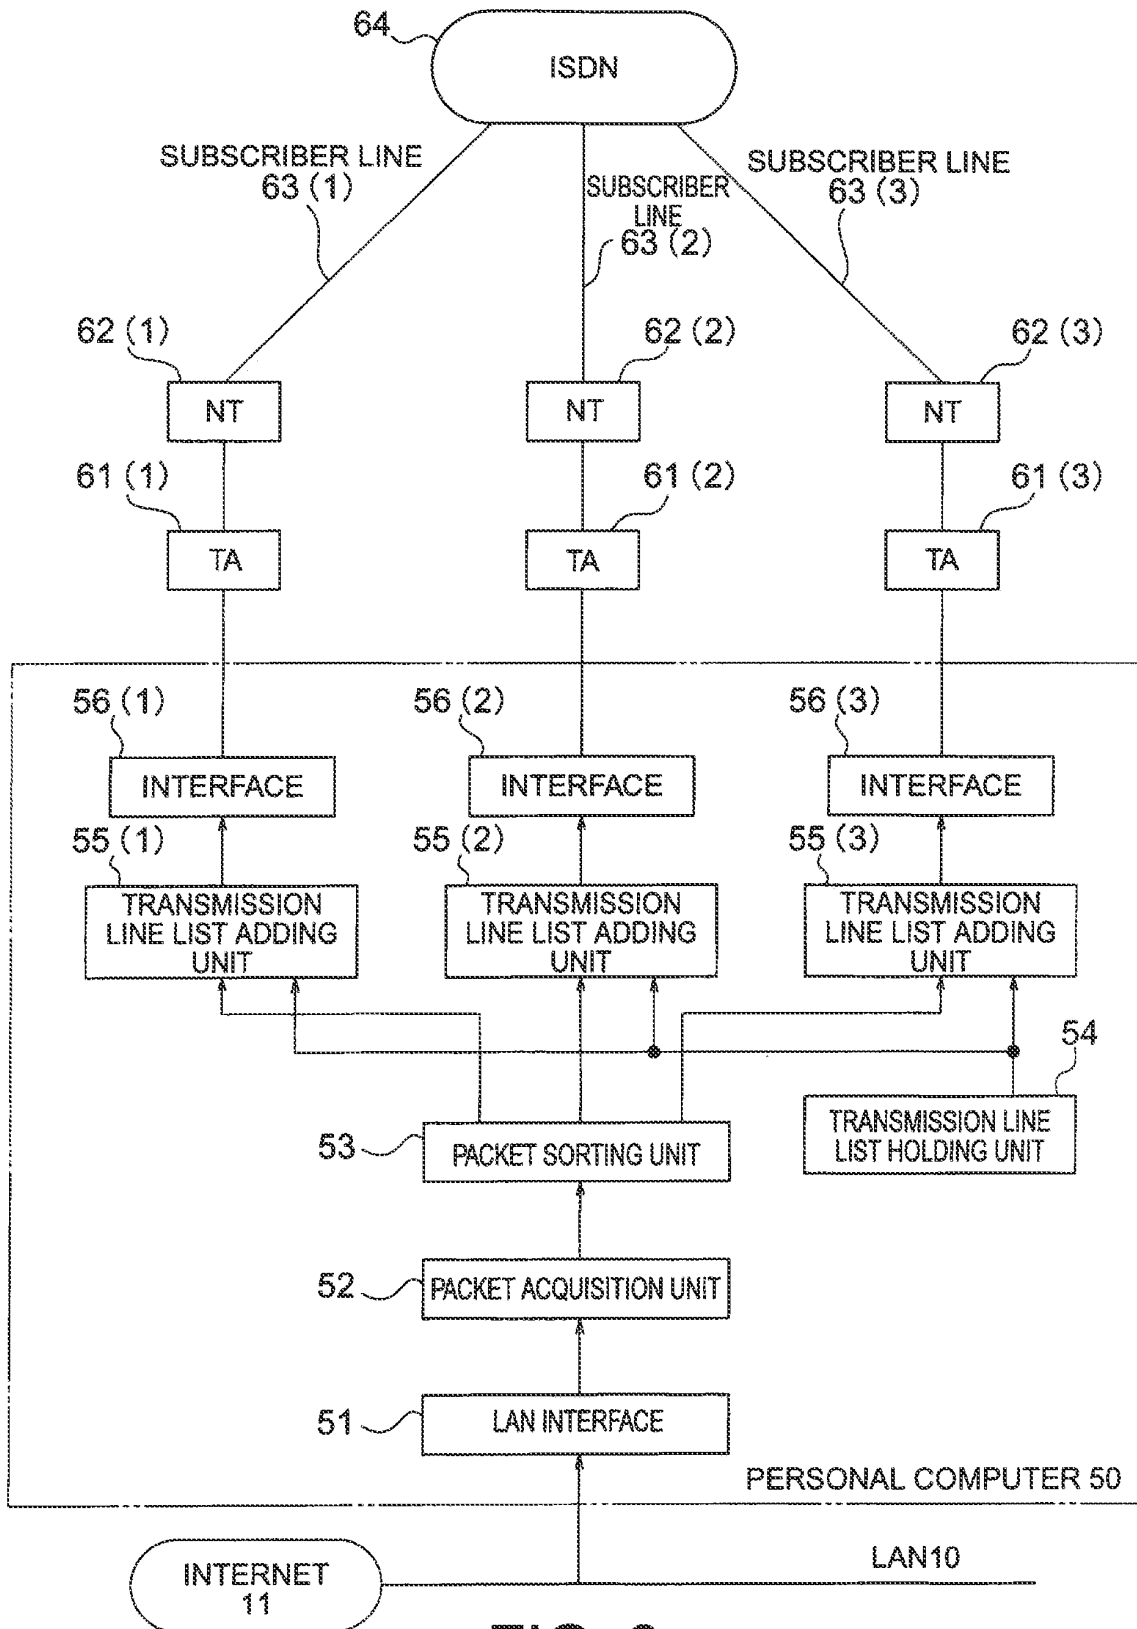 64
ISDN
SUBSCRIBER LINE
63 (1)
SUBSCRIBER
LINE
63 (2)
SUBSCRIBER LINE
63 (3)
62 (1)
62 (2)
62 (3)
NT
NT
NT
61 (1)
61 (2)
61 (3)
TA
TA
TA
56 (1)
56 (2)
56 (3)
INTERFACE
INTERFACE
INTERFACE
55 (1)
55 (2)
55 (3)
TRANSMISSION
LINE LIST ADDING
UNIT
TRANSMISSION
LINE LIST ADDING
UNIT
TRANSMISSION
LINE LIST ADDING
UNIT
54
TRANSMISSION LINE
LIST HOLDING UNIT
53
PACKET SORTING UNIT
52
PACKET ACQUISITION UNIT
51
LAN INTERFACE
PERSONAL COMPUTER 50
LAN10
INTERNET
11